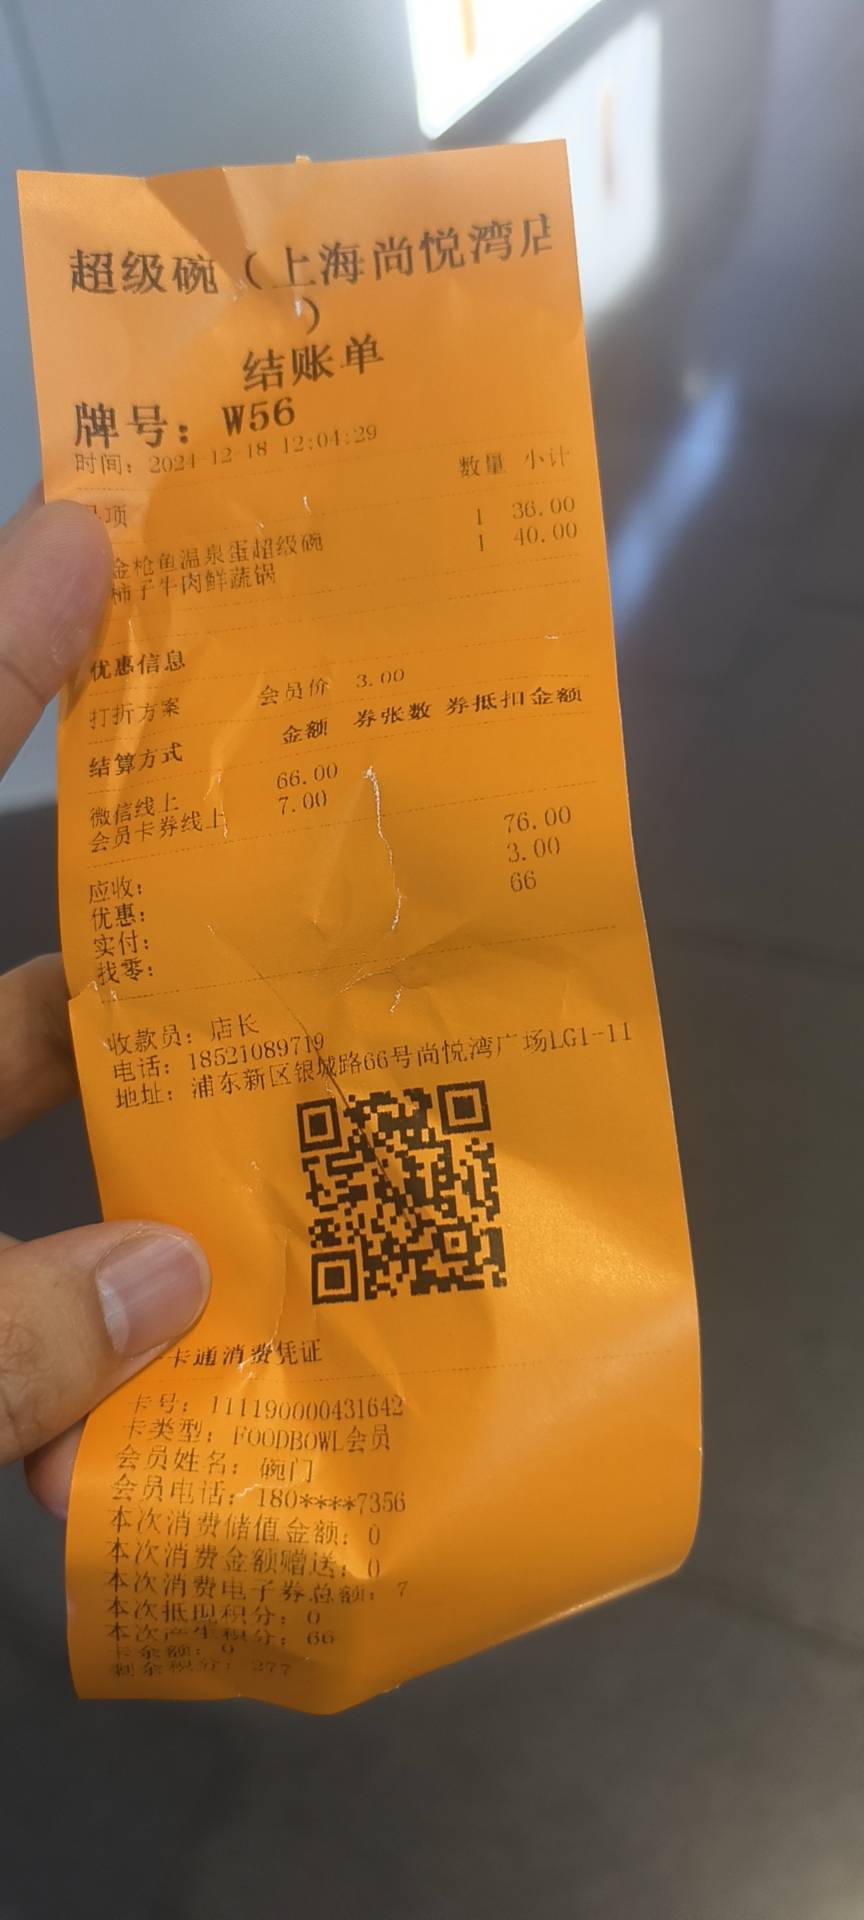 超级碗（上海尚悦湾店
）
结账单
牌号：W56
时间：2024-12-18 12:04:29
项 数量 小计
金枪鱼温泉蛋超级碗 1 36.00
柿子牛肉鲜蔬锅 1 40.00
优惠信息
打折方案 会员价 3.00
结算方式 金额 券张数 券抵扣金额
微信线上 66.00
会员卡券线上 7.00
应收： 76.00
优惠： 3.00
实付： 66
找零：
收款员：店长
电话：18521089719
地址：浦东新区银城路66号尚悦湾广场LG1-11
卡通消费凭证
卡号：1111900000431642
卡类型：FOODBOWL会员
会员姓名：碗门
会员电话：180****7356
本次消费储值金额：0
本次消费金额赠送：0
本次消费电子券总额：7
本次抵现积分：0
本次产生积分：66
卡余额：0
剩余积分：277